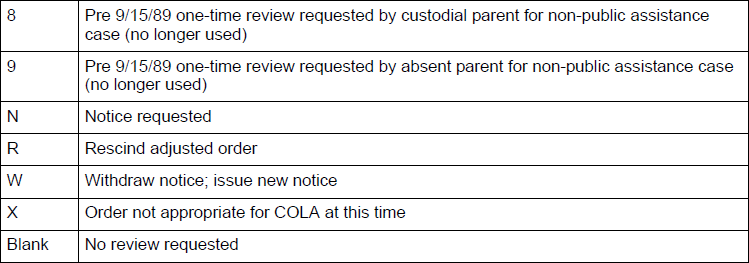 8 Pre 9/15/89 one-time review requested by custodial parent for non-public assistance
case (no longer used)
9 Pre 9/15/89 one-time review requested by absent parent for non-public assistance case
(no longer used)
N Notice requested
R Rescind adjusted order
W Withdraw notice; issue new notice
X Order not appropriate for COLA at this time
Blank No review requested